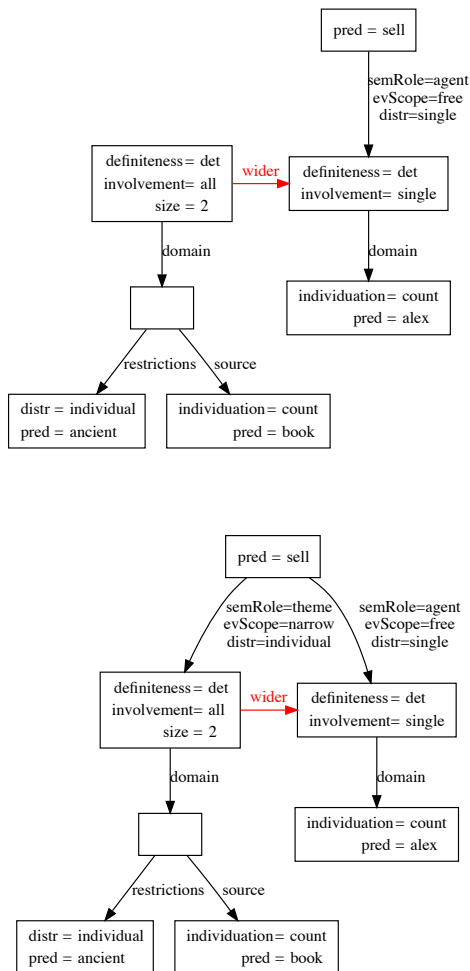 pred = sell
semRole=agent
evScope=free
distr=single
definiteness= det
involvement= all
size = 2
wider
definiteness= det
involvement= single
domain
domain
individuation= count
pred = alex
restrictions
source
distr = individual
pred = ancient
individuation= count
pred = book
pred = sell
semRole=theme
evScope=narrow
distr=individual
semRole=agent
evScope=free
distr=single
definiteness= det
involvement= all
size = 2
wider
definiteness= det
involvement= single
domain
domain
individuation= count
pred = alex
restrictions
source
distr = individual
pred = ancient
individuation= count
pred = book